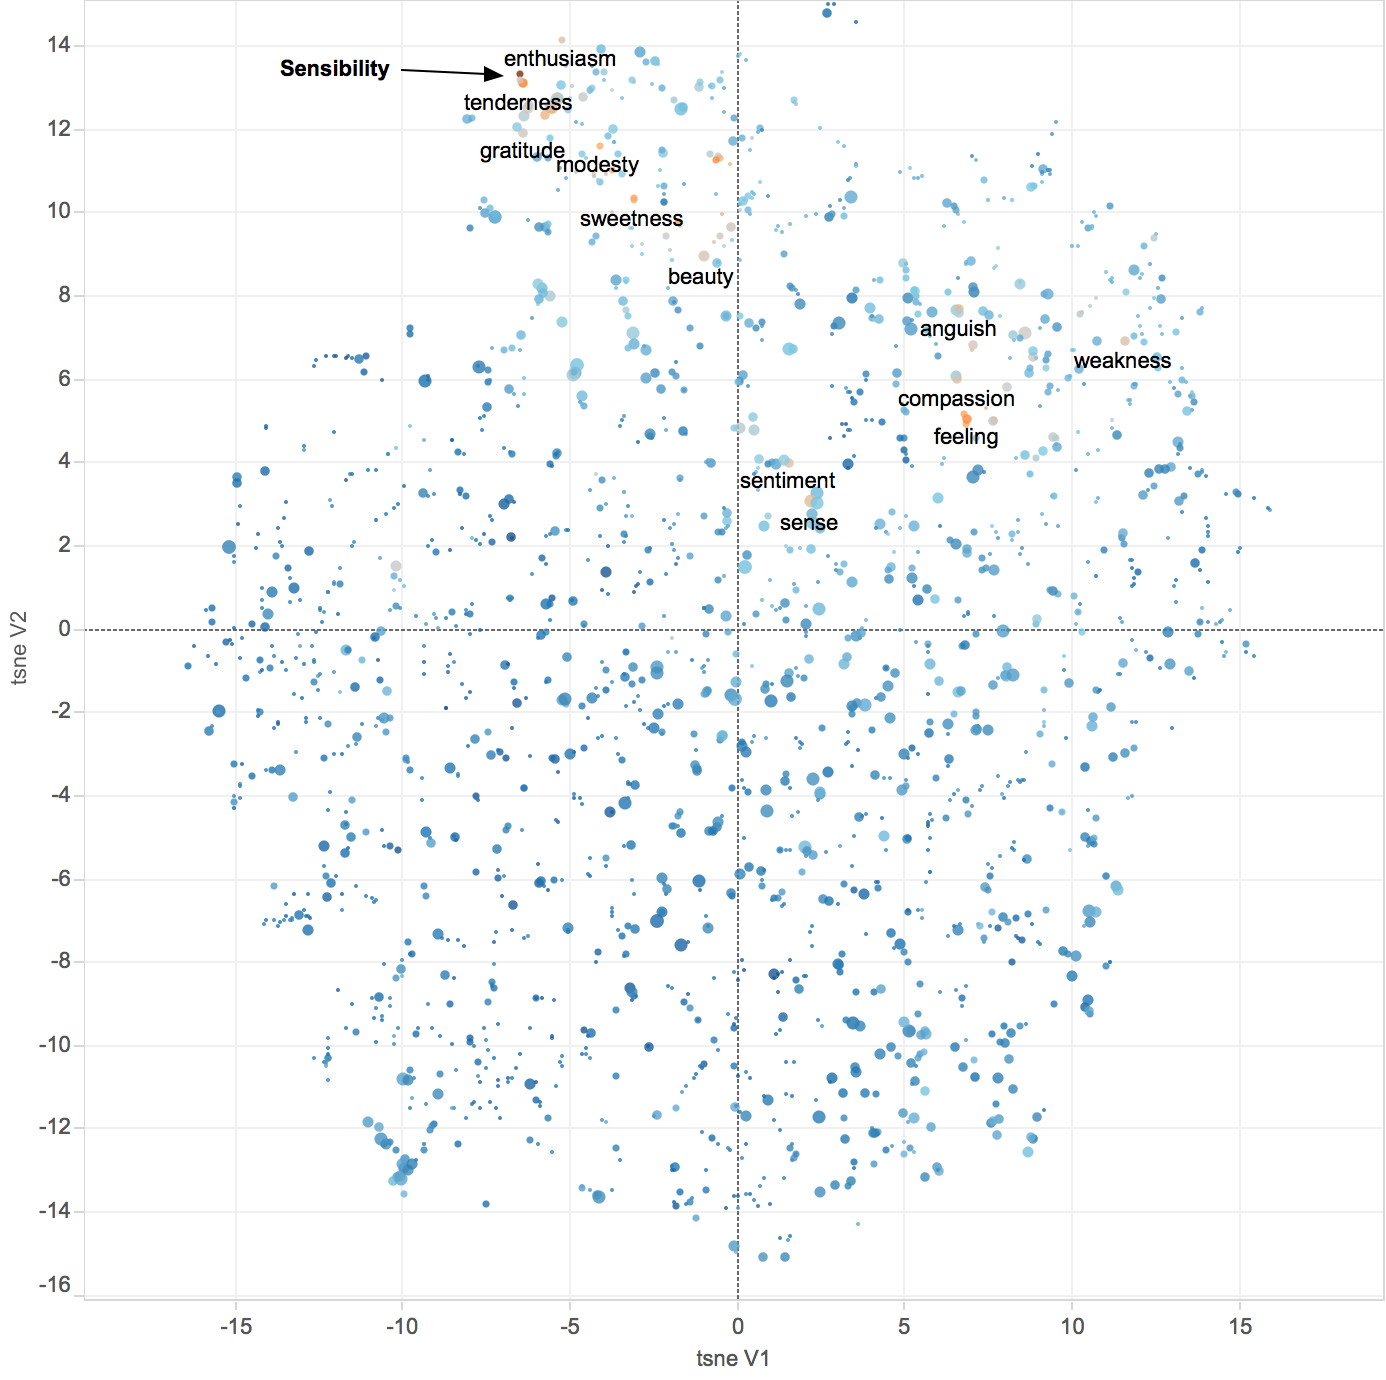 14
enthusiasm
Sensibility
tenderness
12
gratitude
modesty
10
sweetness
beauty
8
anguish
weakness
6
compassion
feeling
4
sentiment
sense
2
tsne V2
0
-2
-4
-6
-8
-10
-12
-14
-16
-15
-10
-5
0
5
10
15
tsne V1